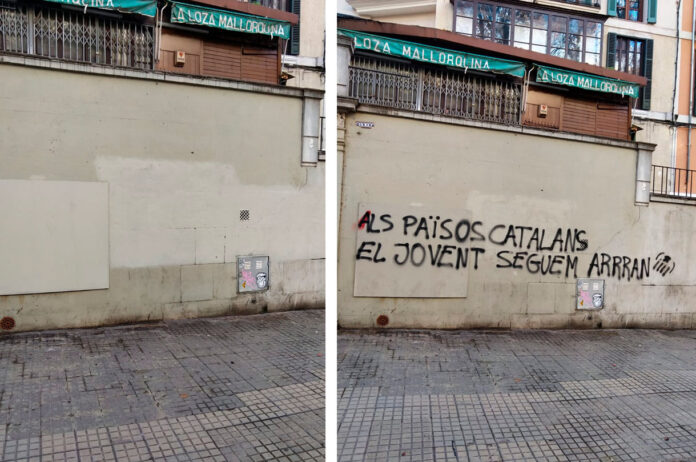 LA LOZA MALLORQUINA
LOZA MALLORQUINA
LA LOZA MALLORQUINA
ALS PAÏSOS CATALANS
EL JOVENT SEGUEM ARRRAN